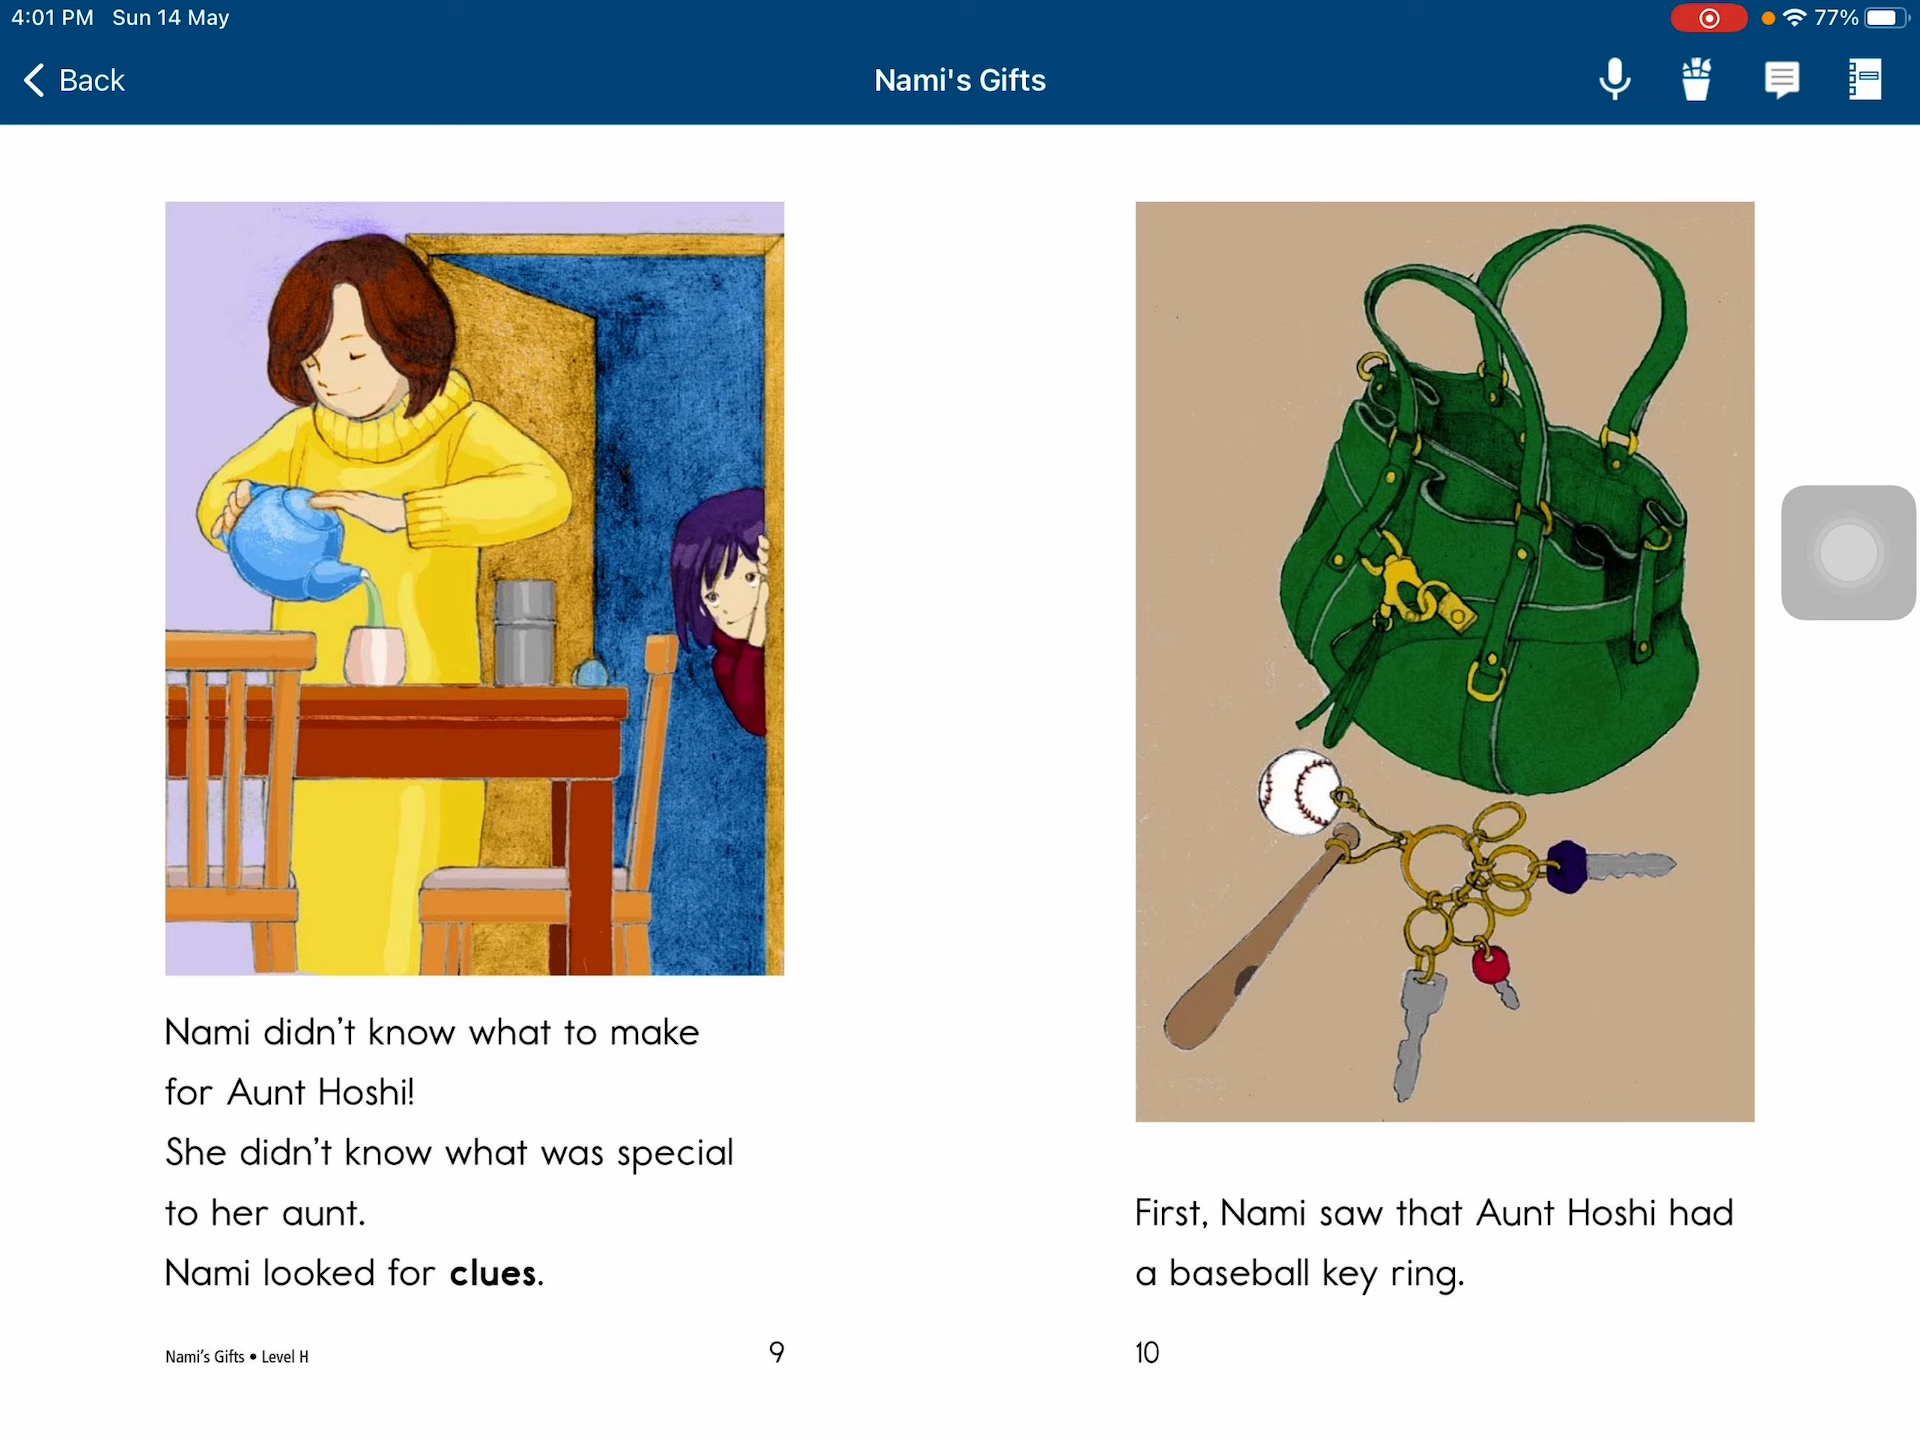 4:01 PM Sun 14 May
77%
Back
Nami's Gifts
Nami didn't know what to make
for Aunt Hoshi!
She didn't know what was special
to her aunt.
Nami looked for clues.
Nami's Gifts • Level H
9
First, Nami saw that Aunt Hoshi had
a baseball key ring.
10